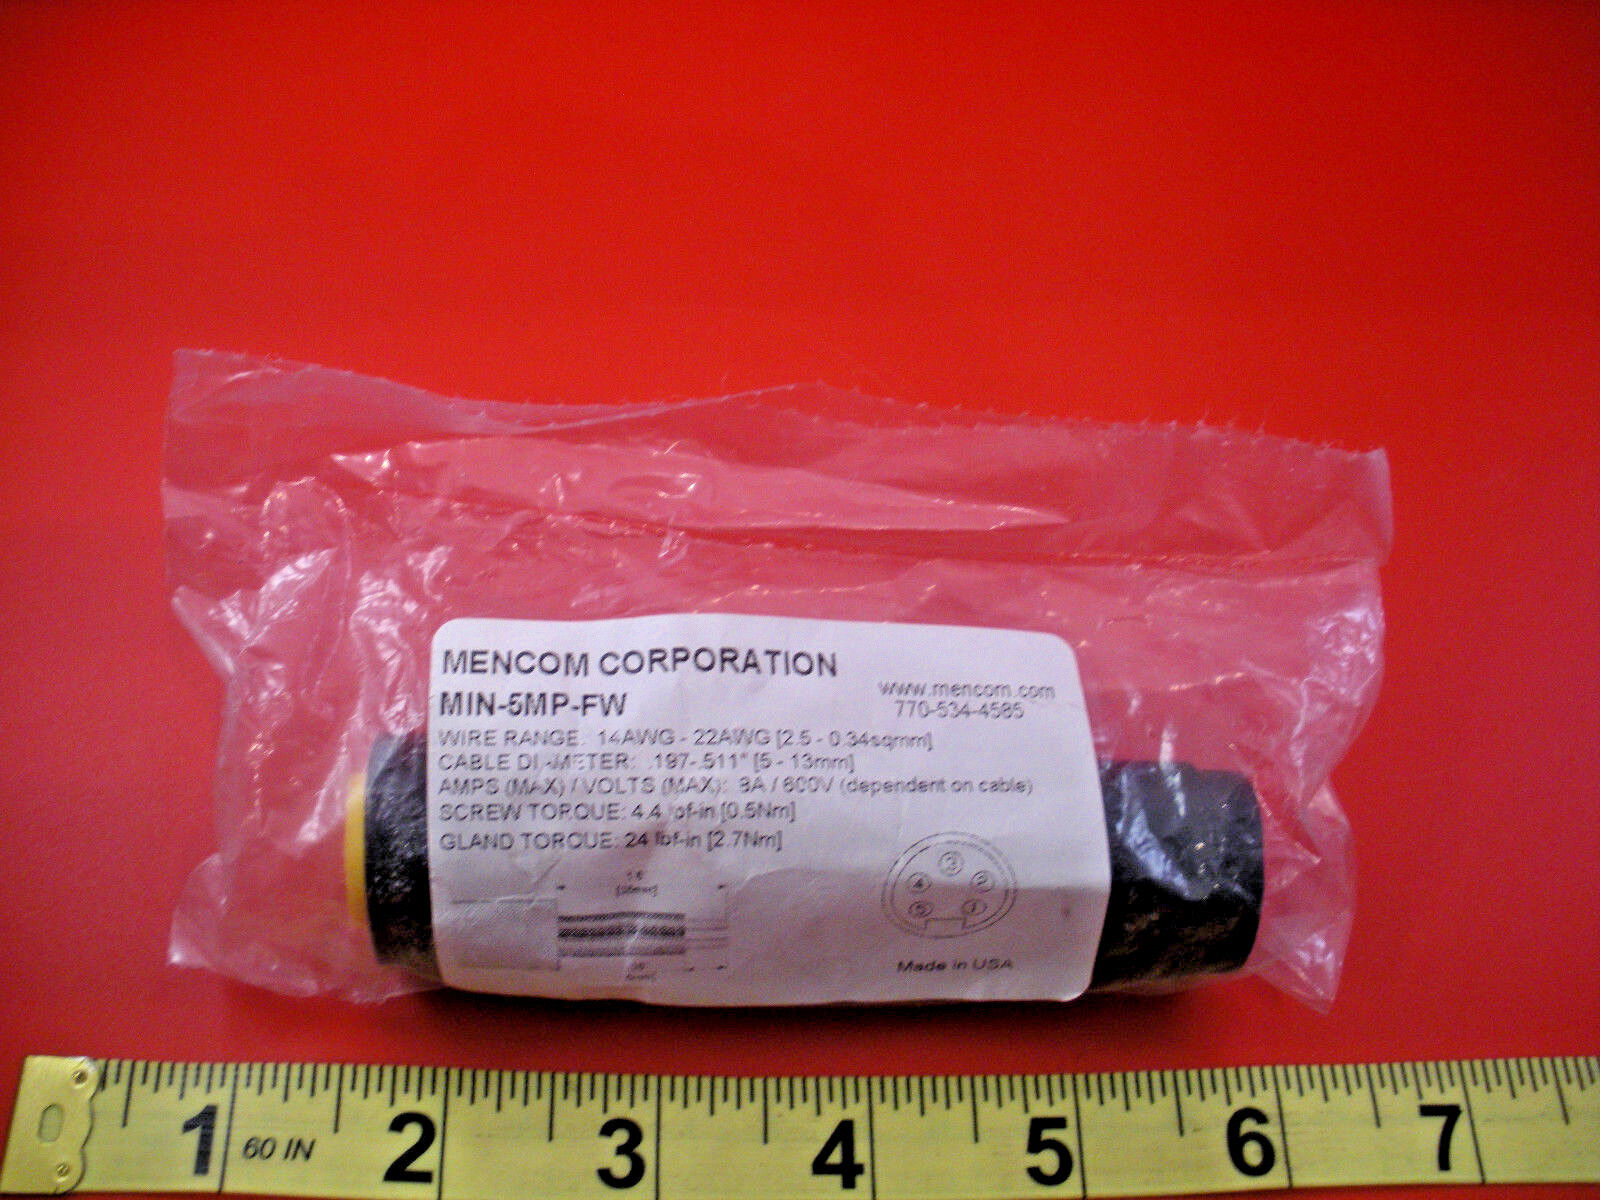 MENCOM CORPORATION
MIN-5MP-FW
www.mencom.com
770-534-4585
WIRE RANGE: 14AWG - 22AWG [2.5 - 0.34sqmm]
CABLE DIAMETER: .197-.511" [5 - 13mm]
AMPS (MAX) / VOLTS (MAX): 8A / 600V (dependent on cable)
SCREW TORQUE: 4.4 lbf-in [0.5Nm]
GLAND TORQUE: 24 lbf-in [2.7Nm]
3
4 2
5 1
Made in USA
1 2 3 4 5 6 7
60 IN